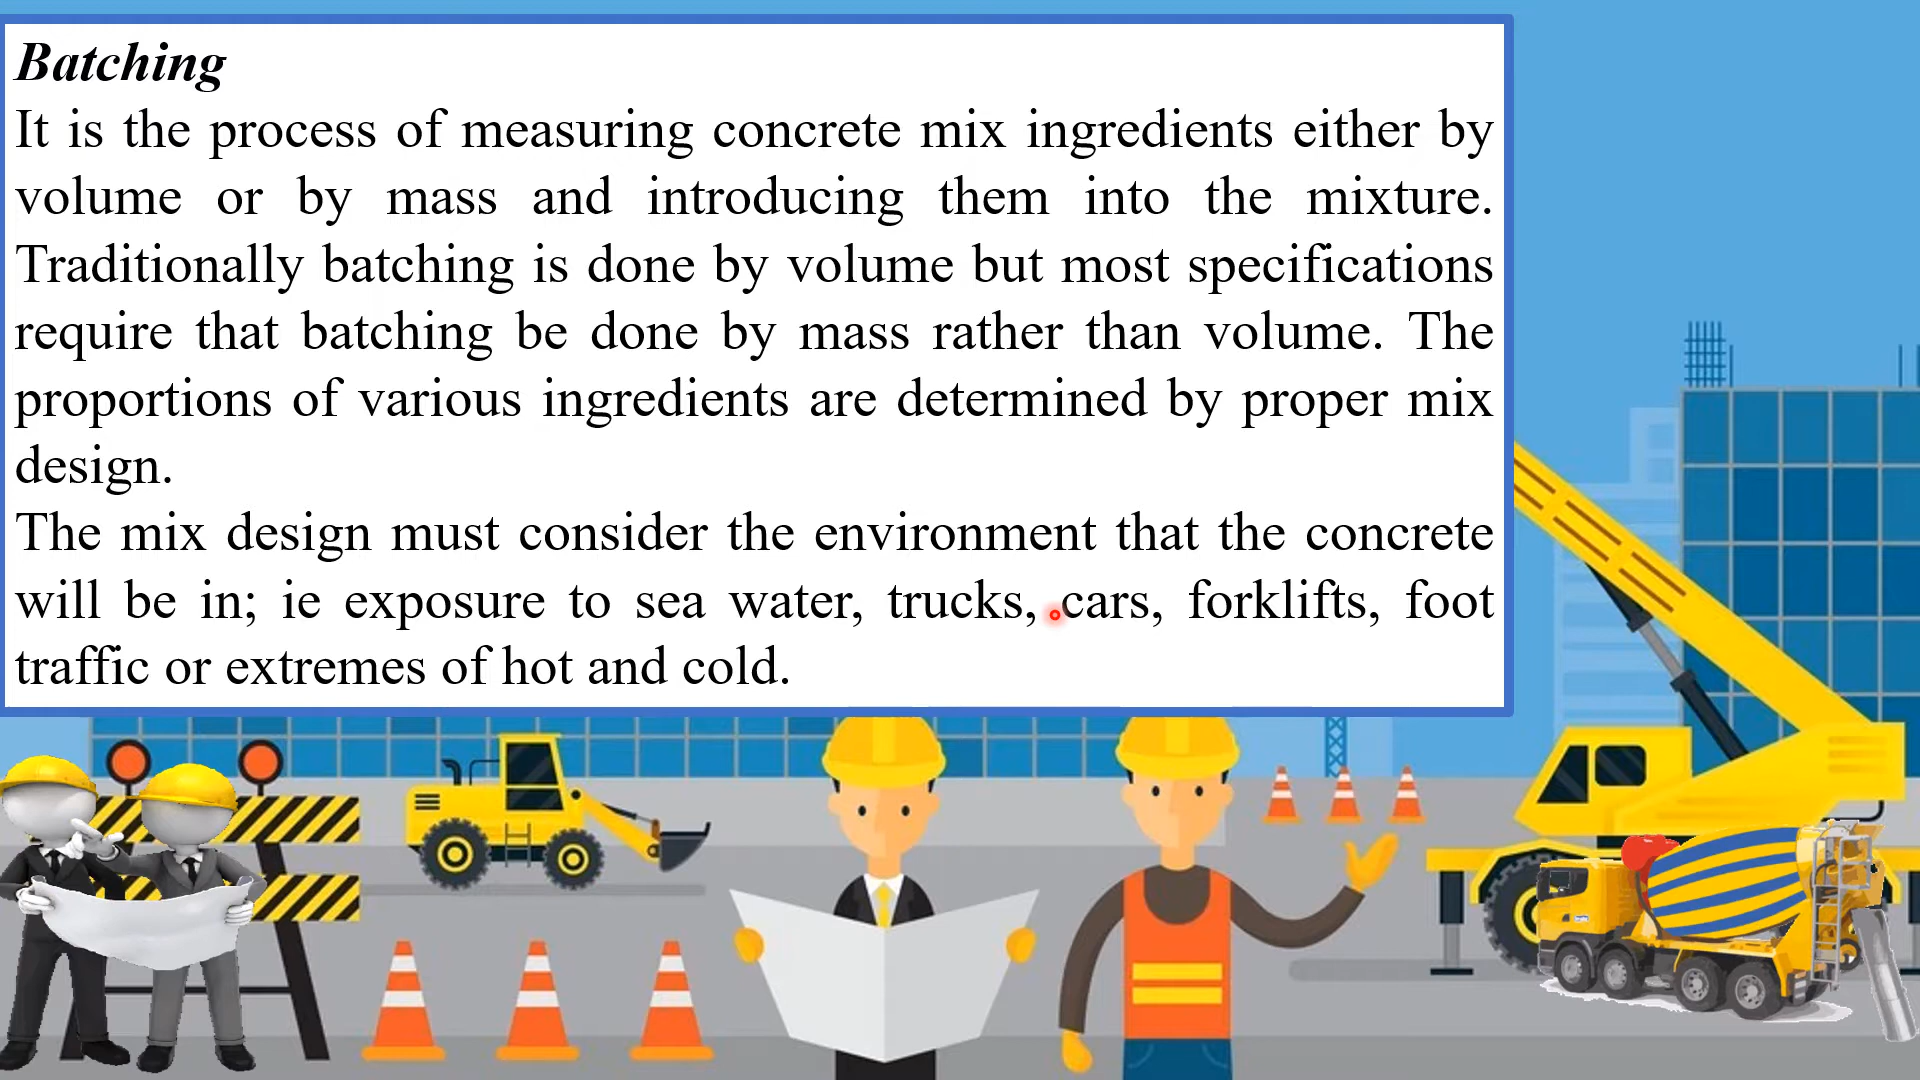 Batching
It is the process of measuring concrete mix ingredients either by
volume or by mass and introducing them into the mixture.
Traditionally batching is done by volume but most specifications
require that batching be done by mass rather than volume. The
proportions of various ingredients are determined by proper mix
design.
The mix design must consider the environment that the concrete
will be in; ie exposure to sea water, trucks, cars, forklifts, foot
traffic or extremes of hot and cold.